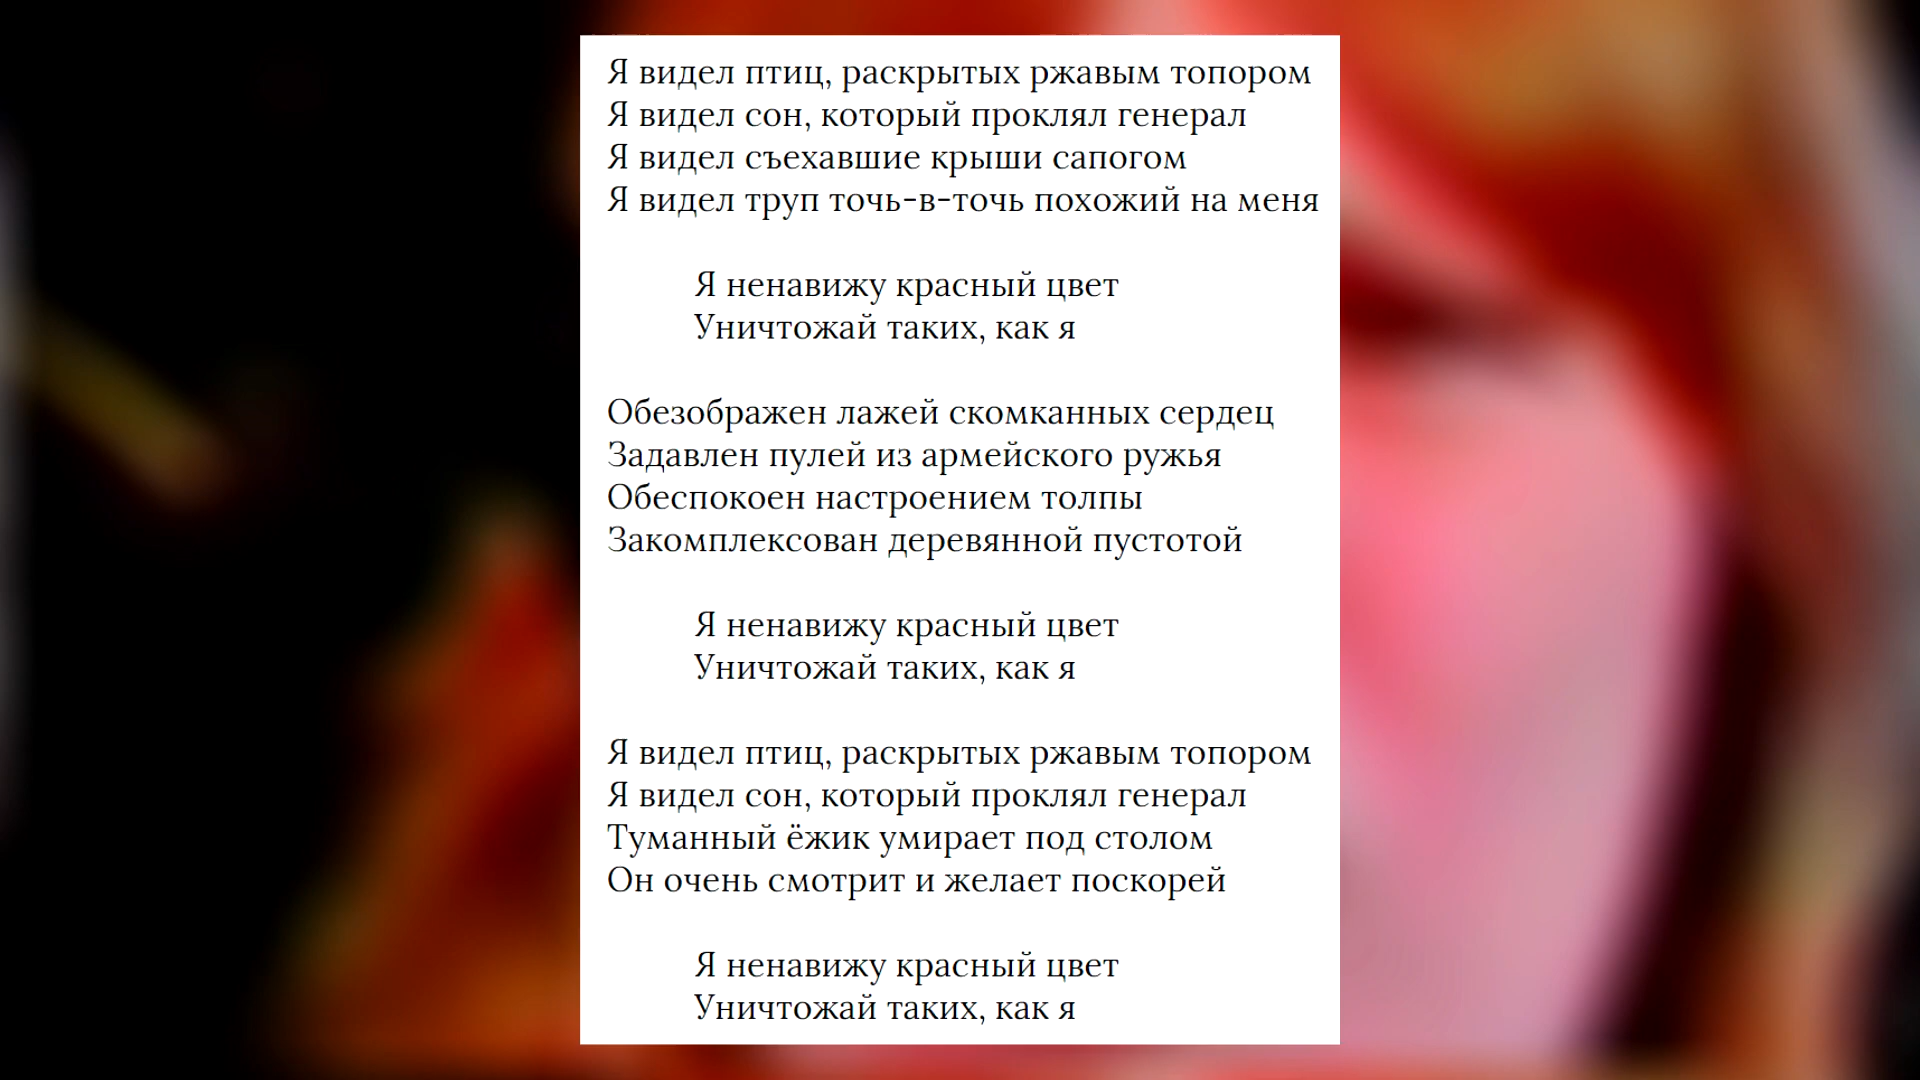 Я видел птиц, раскрытых ржавым топором
Я видел сон, который проклял генерал
Я видел съехавшие крыши сапогом
Я видел труп точь-в-точь похожий на меня
Я ненавижу красный цвет
Уничтожай таких, как я
Обезображен лажей скомканных сердец
Задавлен пулей из армейского ружья
Обеспокоен настроением толпы
Закомплексован деревянной пустотой
Я ненавижу красный цвет
Уничтожай таких, как я
Я видел птиц, раскрытых ржавым топором
Я видел сон, который проклял генерал
Туманный ёжик умирает под столом
Он очень смотрит и желает поскорей
Я ненавижу красный цвет
Уничтожай таких, как я